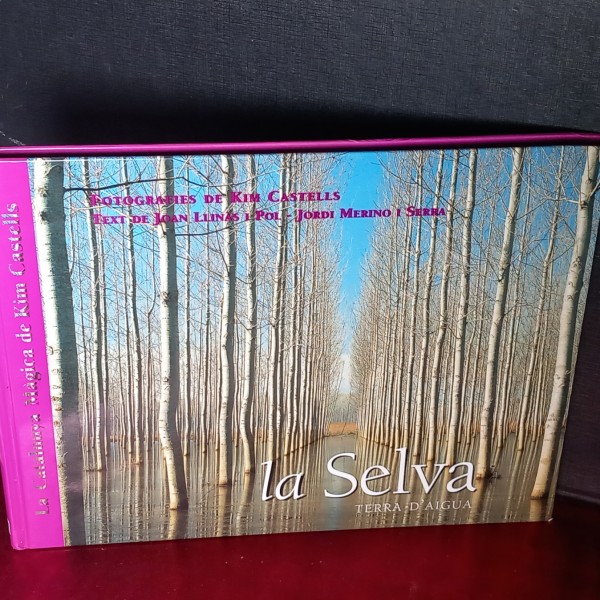 La Catalunya Màgica de Kim Castells
Fotografies de Kim Castells
Text de Joan Llinàs i Pol - Jordi Merino i Serra
la Selva
TERRA D'AIGUA